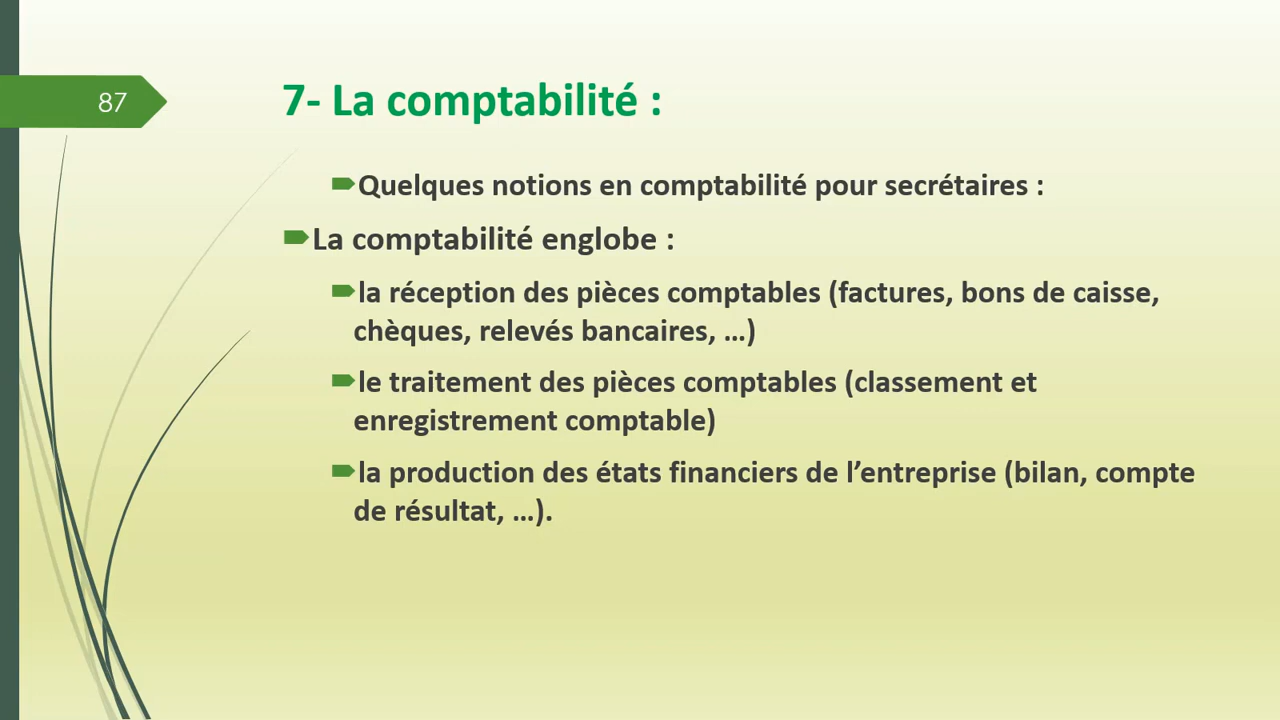 87
7- La comptabilité :
Quelques notions en comptabilité pour secrétaires :
La comptabilité englobe :
la réception des pièces comptables (factures, bons de caisse,
chèques, relevés bancaires, …)
le traitement des pièces comptables (classement et
enregistrement comptable)
la production des états financiers de l’entreprise (bilan, compte
de résultat, …).